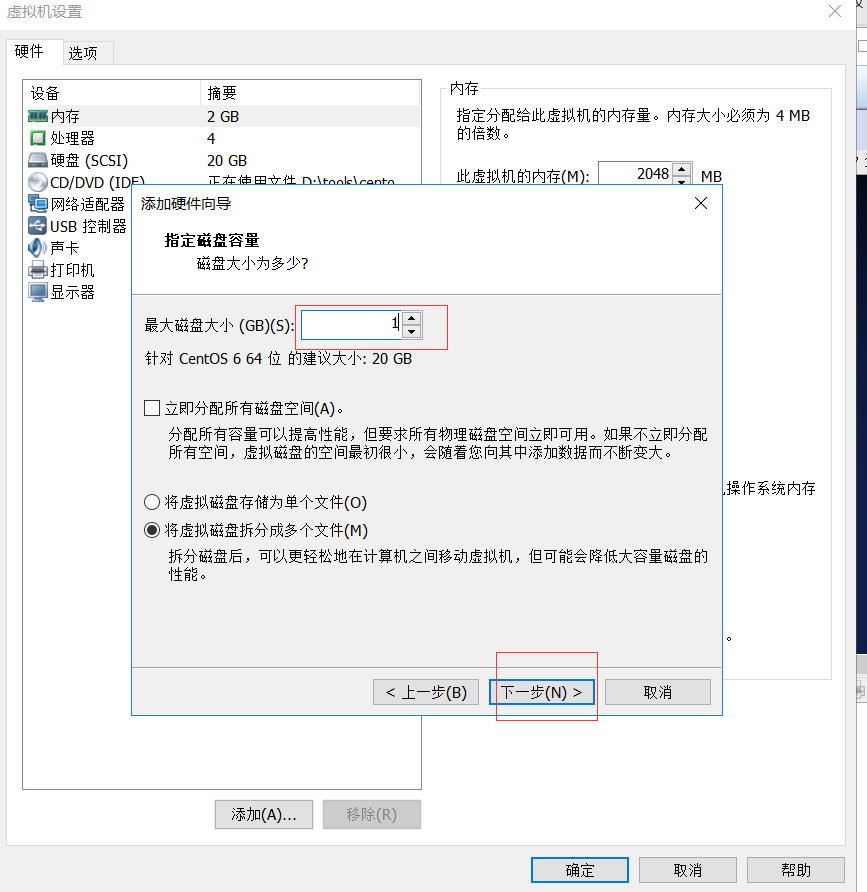 虚拟机设置
硬件 选项
设备 摘要
内存 2 GB
处理器 4
硬盘 (SCSI) 20 GB
CD/DVD (IDE) 正在使用文件 D:\tools\cento...
网络适配器
USB 控制器
声卡
打印机
显示器
内存
指定分配给此虚拟机的内存量。内存大小必须为 4 MB
的倍数。
此虚拟机的内存(M): 2048 MB
添加硬件向导
指定磁盘容量
磁盘大小为多少?
最大磁盘大小 (GB)(S): 1
针对 CentOS 6 64 位 的建议大小: 20 GB
立即分配所有磁盘空间(A)。
分配所有容量可以提高性能，但要求所有物理磁盘空间立即可用。如果不立即分配
所有空间，虚拟磁盘的空间最初很小，会随着您向其中添加数据而不断变大。
操作系统内存
将虚拟磁盘存储为单个文件(O)
将虚拟磁盘拆分成多个文件(M)
拆分磁盘后，可以更轻松地在计算机之间移动虚拟机，但可能会降低大容量磁盘的
性能。
。
< 上一步(B) 下一步(N) > 取消
添加(A)... 移除(R)
确定 取消 帮助